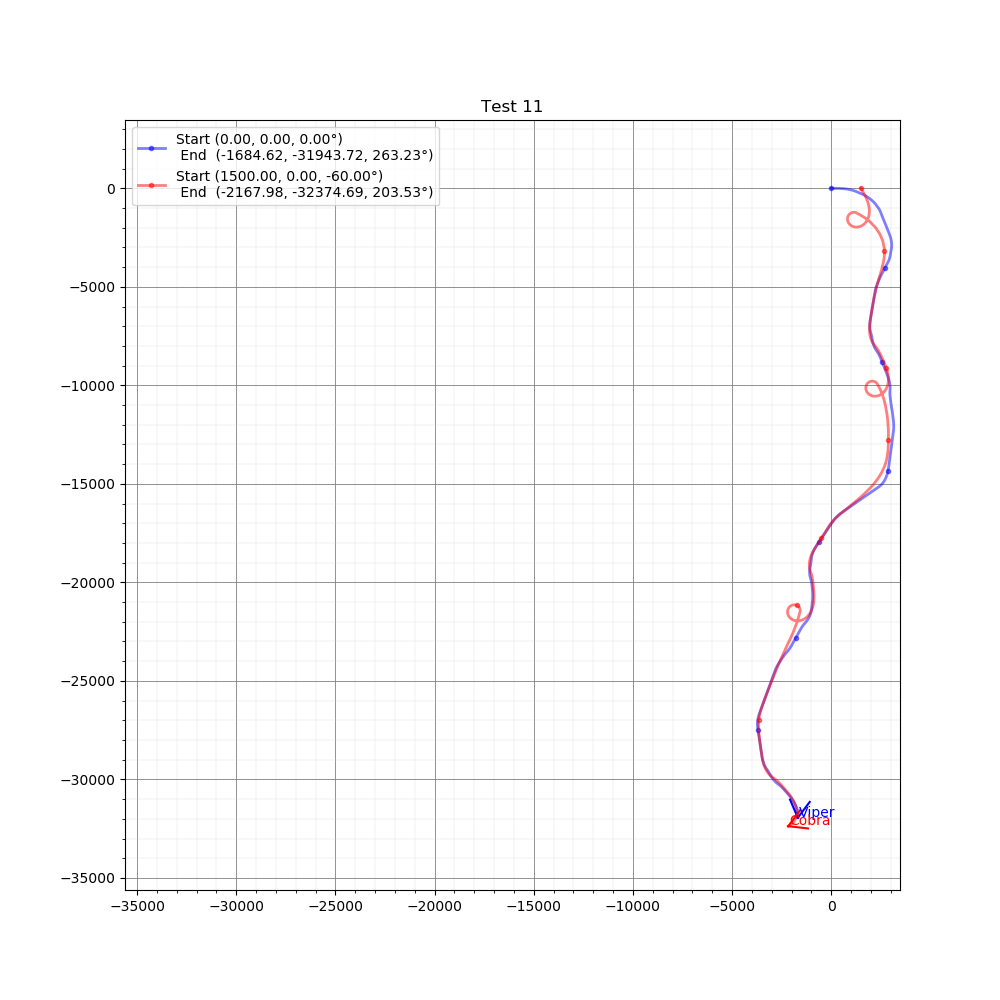 Test 11
Start (0.00, 0.00, 0.00°)
End (-1684.62, -31943.72, 263.23°)
Start (1500.00, 0.00, -60.00°)
End (-2167.98, -32374.69, 203.53°)
0
−5000
−10000
−15000
−20000
−25000
−30000
−35000
Viper
Cobra
−35000 −30000 −25000 −20000 −15000 −10000 −5000 0